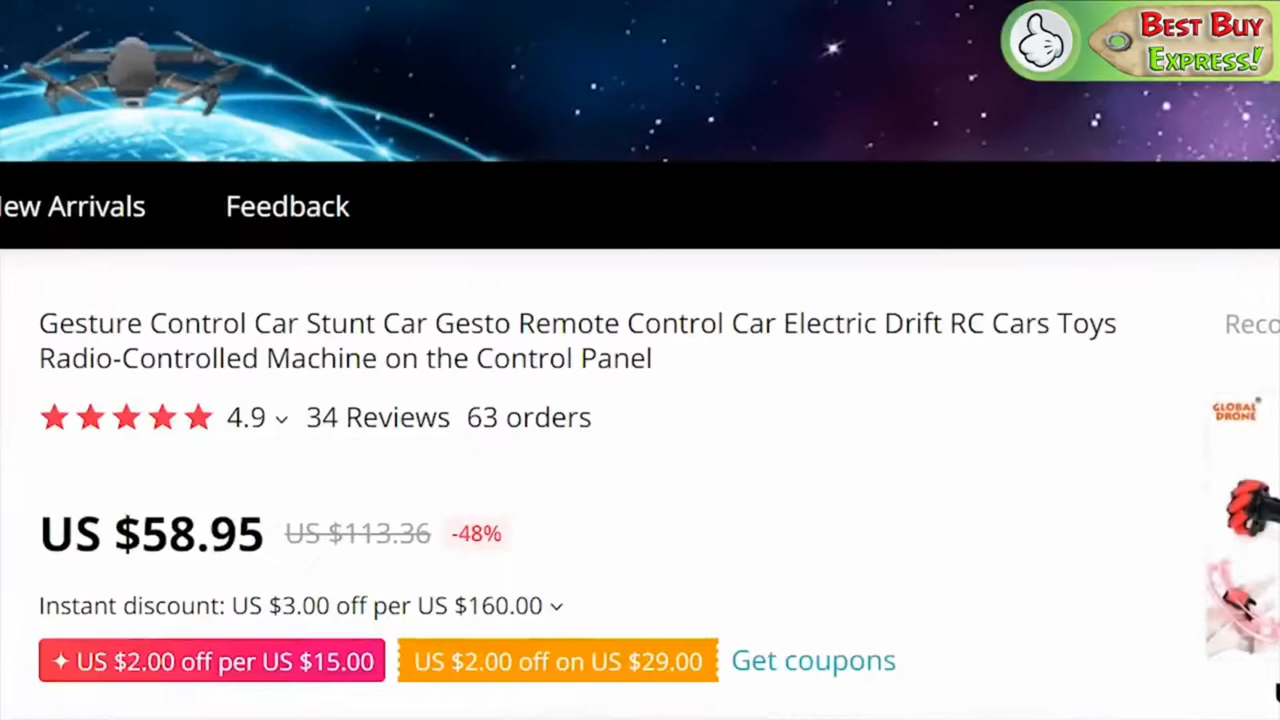 BEST BUY
EXPRESS!
New Arrivals Feedback
Gesture Control Car Stunt Car Gesto Remote Control Car Electric Drift RC Cars Toys
Radio-Controlled Machine on the Control Panel
4.9 34 Reviews 63 orders
US $58.95 US $113.36 -48%
Instant discount: US $3.00 off per US $160.00
US $2.00 off per US $15.00 US $2.00 off on US $29.00 Get coupons
GLOBAL
DRONE